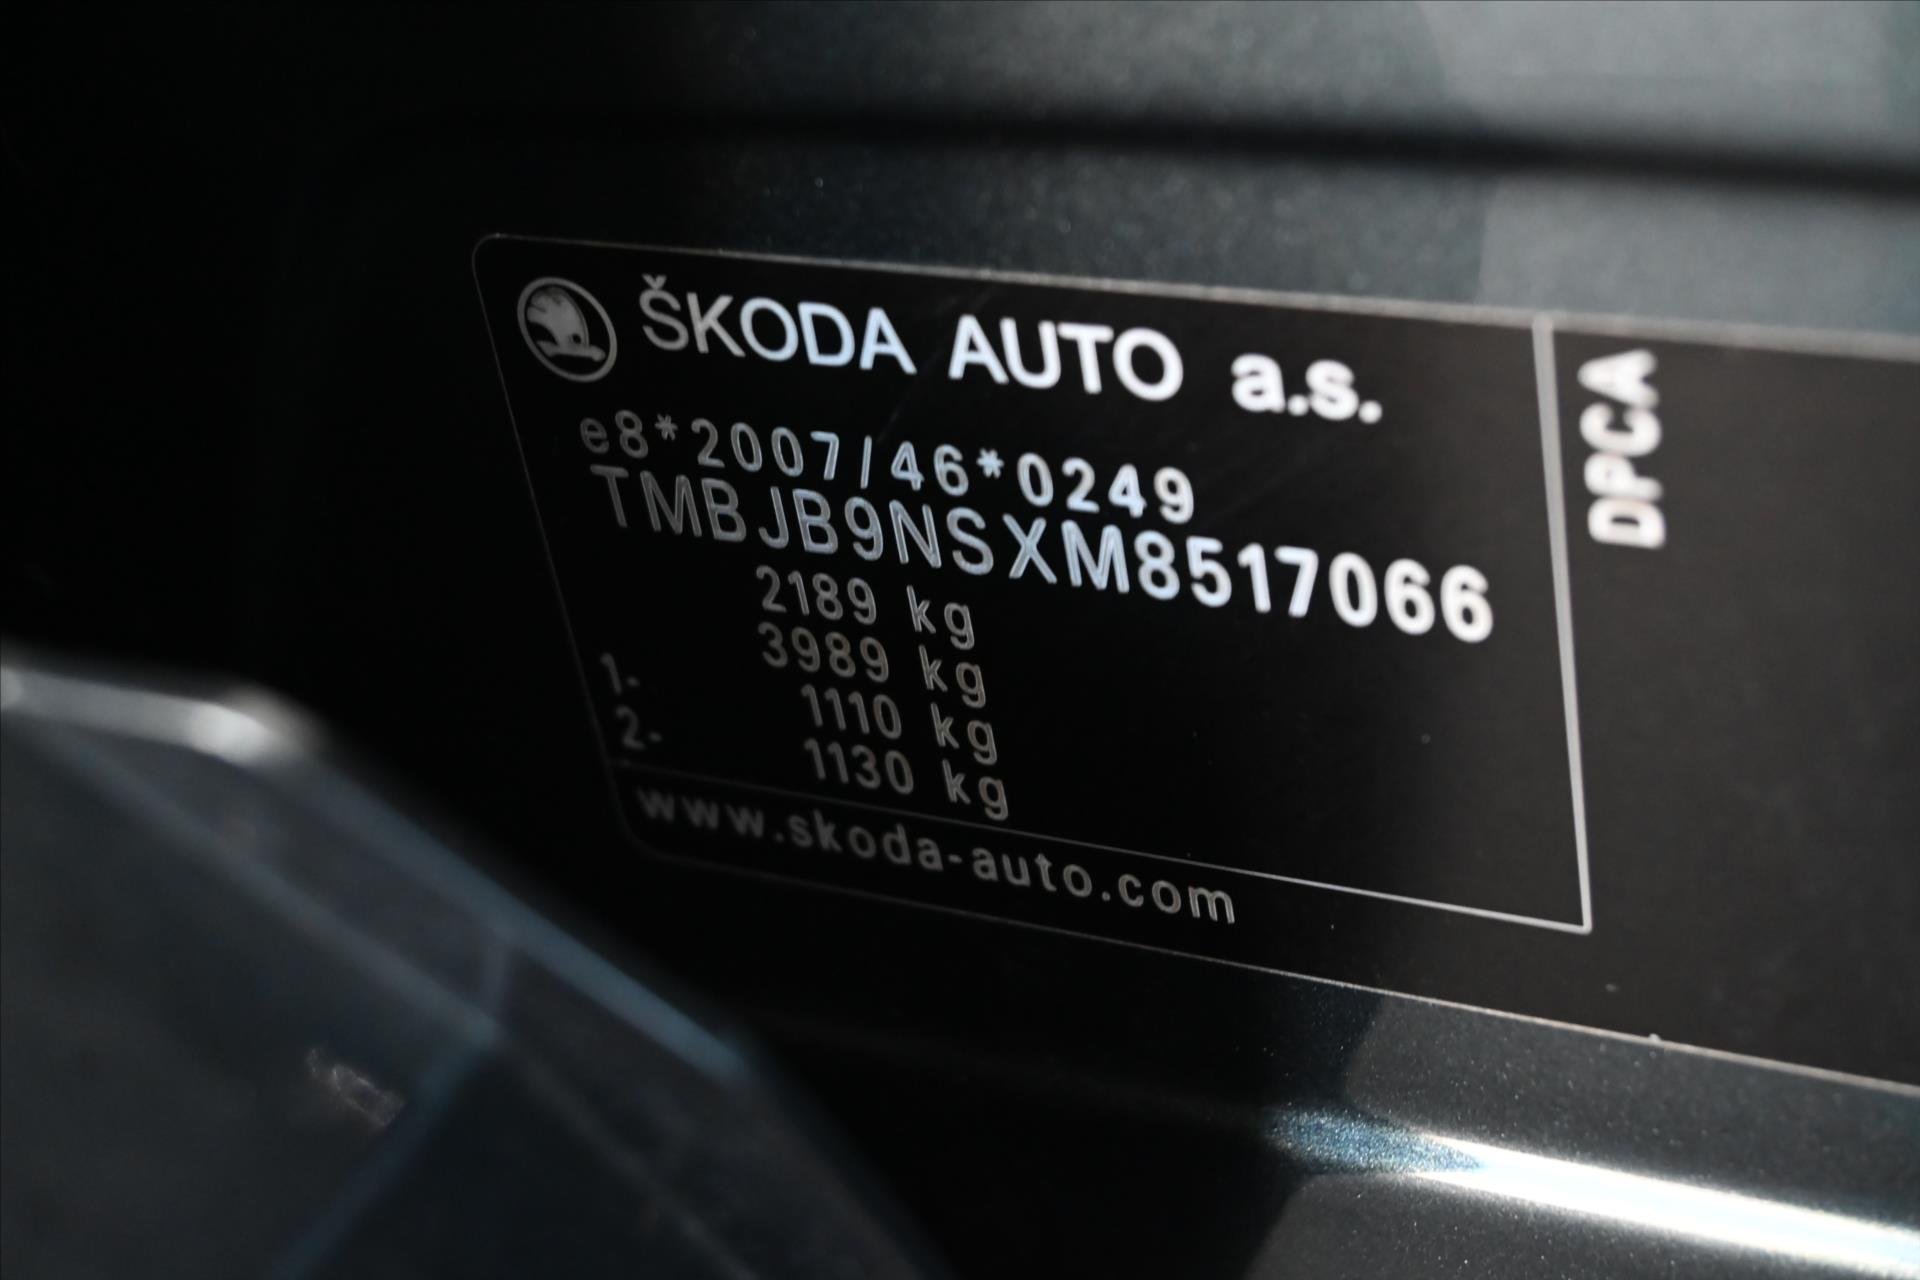 ŠKODA AUTO a.s.
e8*2007/46*0249
TMBJB9NSXM8517066
2189 kg
3989 kg
1- 1110 kg
2- 1130 kg
www.skoda-auto.com
DPCA